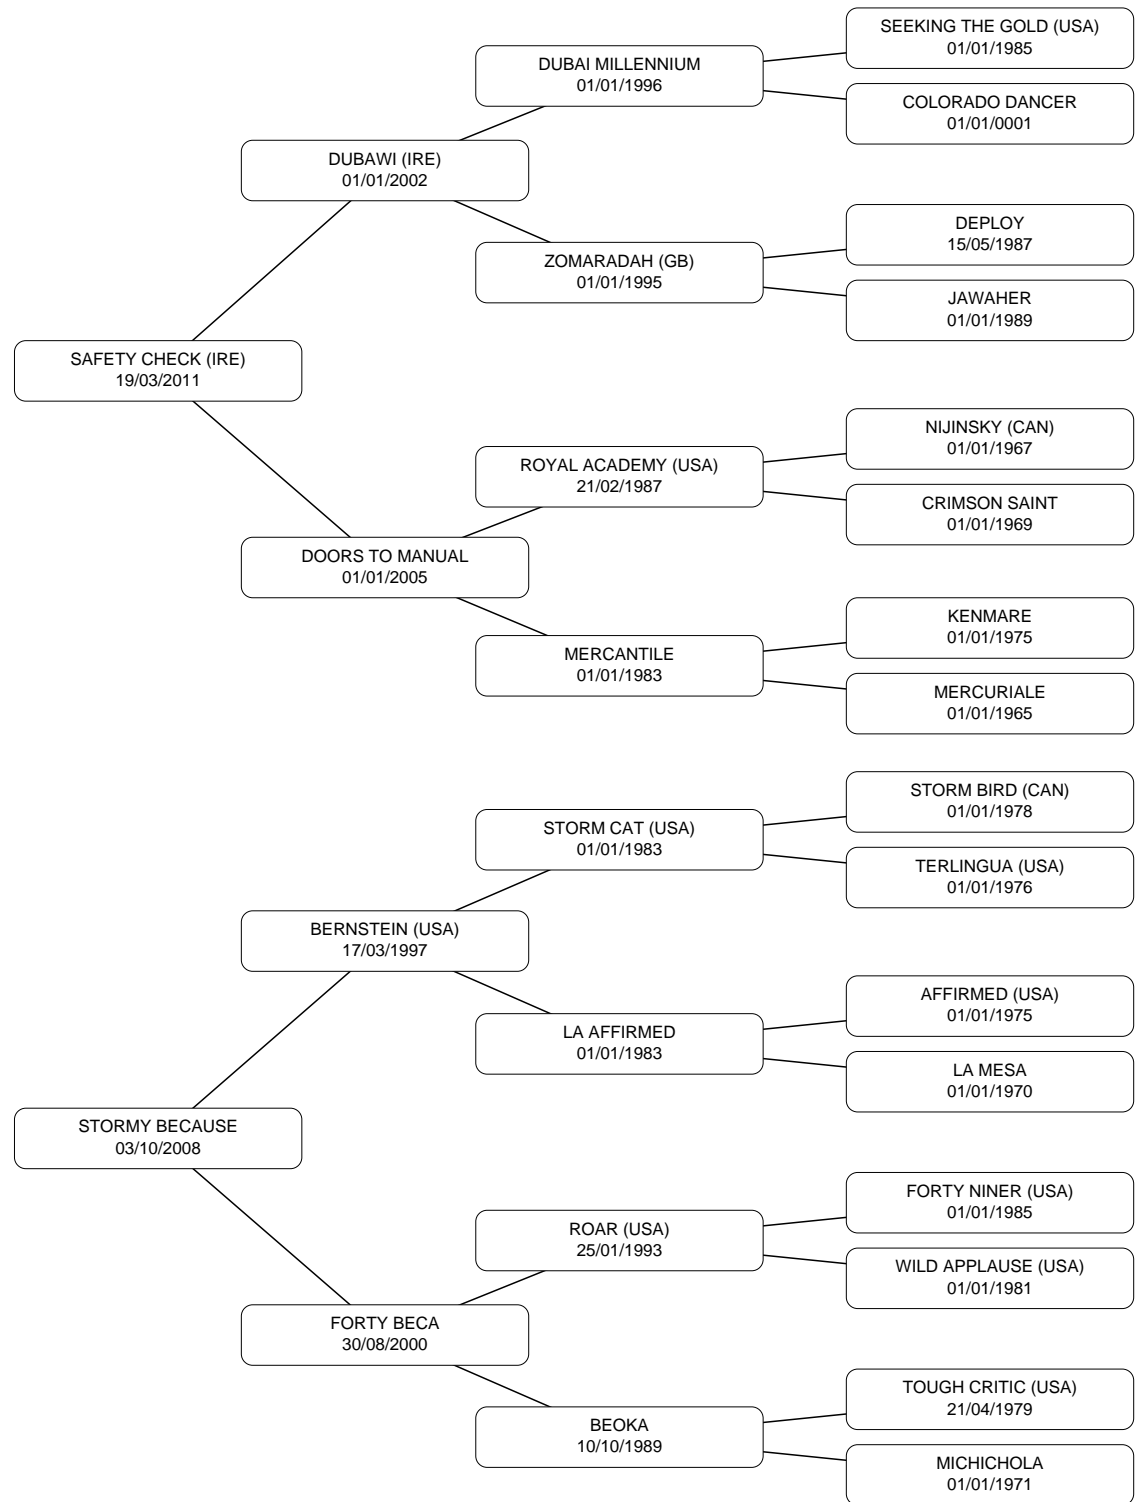 SEEKING THE GOLD (USA)
01/01/1985
DUBAI MILLENNIUM
01/01/1996
COLORADO DANCER
01/01/0001
DUBAWI (IRE)
01/01/2002
DEPLOY
15/05/1987
ZOMARADAH (GB)
01/01/1995
JAWAHER
01/01/1989
SAFETY CHECK (IRE)
19/03/2011
NIJINSKY (CAN)
01/01/1967
ROYAL ACADEMY (USA)
21/02/1987
CRIMSON SAINT
01/01/1969
DOORS TO MANUAL
01/01/2005
KENMARE
01/01/1975
MERCANTILE
01/01/1983
MERCURIALE
01/01/1965
STORM BIRD (CAN)
01/01/1978
STORM CAT (USA)
01/01/1983
TERLINGUA (USA)
01/01/1976
BERNSTEIN (USA)
17/03/1997
AFFIRMED (USA)
01/01/1975
LA AFFIRMED
01/01/1983
LA MESA
01/01/1970
STORMY BECAUSE
03/10/2008
FORTY NINER (USA)
01/01/1985
ROAR (USA)
25/01/1993
WILD APPLAUSE (USA)
01/01/1981
FORTY BECA
30/08/2000
TOUGH CRITIC (USA)
21/04/1979
BEOKA
10/10/1989
MICHICHOLA
01/01/1971